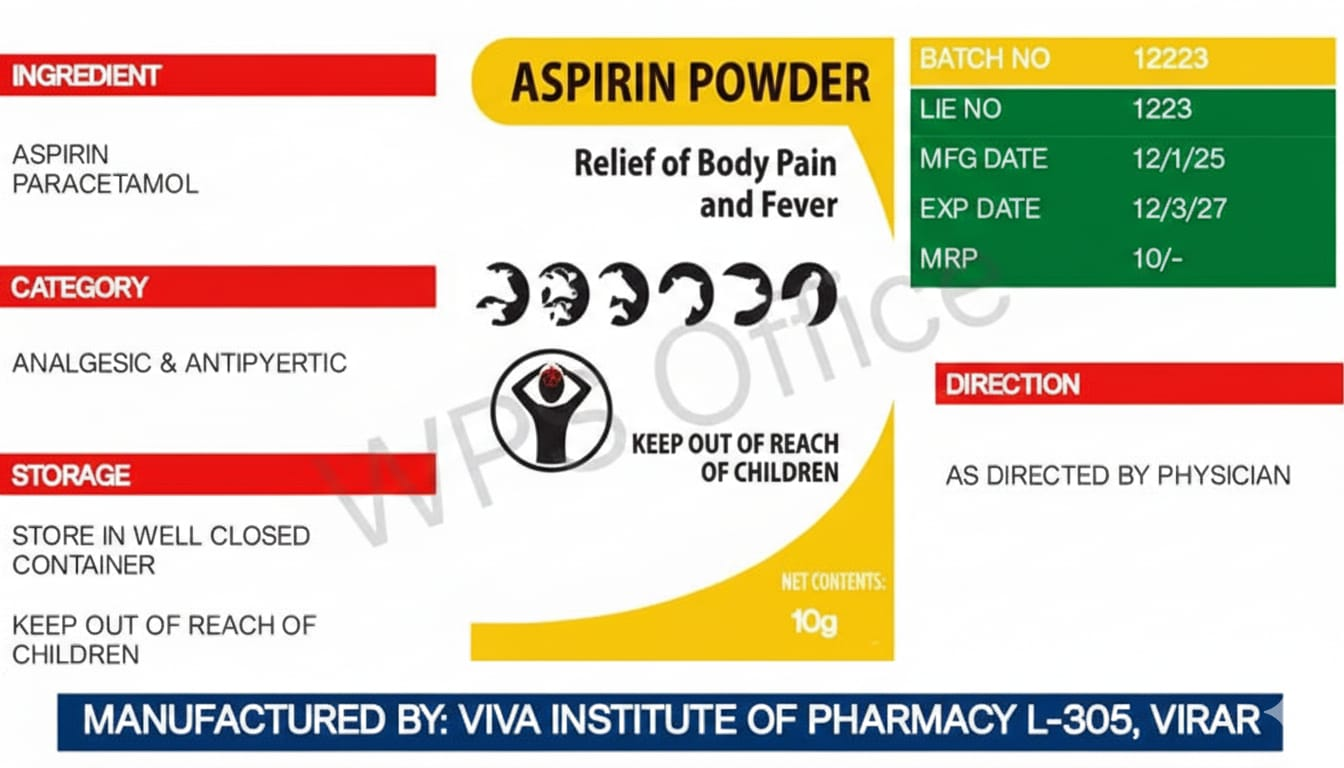 INGREDIENT
ASPIRIN
PARACETAMOL
CATEGORY
ANALGESIC & ANTIPYERTIC
STORAGE
STORE IN WELL CLOSED
CONTAINER
KEEP OUT OF REACH OF
CHILDREN
ASPIRIN POWDER
Relief of Body Pain
and Fever
KEEP OUT OF REACH
OF CHILDREN
NET CONTENTS:
10g
BATCH NO 12223
LIE NO 1223
MFG DATE 12/1/25
EXP DATE 12/3/27
MRP 10/-
DIRECTION
AS DIRECTED BY PHYSICIAN
WPS Office
MANUFACTURED BY: VIVA INSTITUTE OF PHARMACY L-305, VIRAR